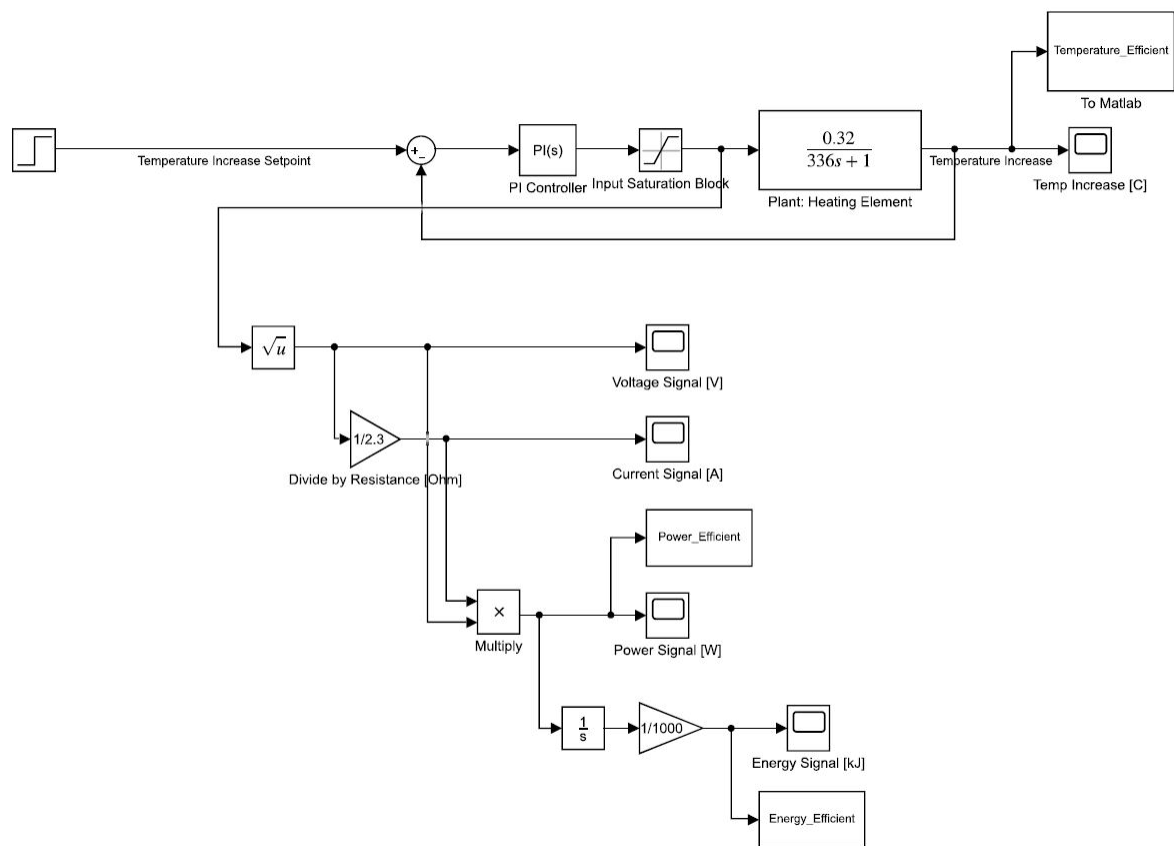 Temperature_Efficient
To Matlab
Temperature Increase Setpoint
+
-
PI(s)
PI Controller
Input Saturation Block
0.32
336s + 1
Plant: Heating Element
Temperature Increase
Temp Increase [C]
√u
Voltage Signal [V]
1/2.3
Divide by Resistance [Ohm]
Current Signal [A]
Power_Efficient
×
Multiply
Power Signal [W]
1
s
1/1000
Energy Signal [kJ]
Energy_Efficient